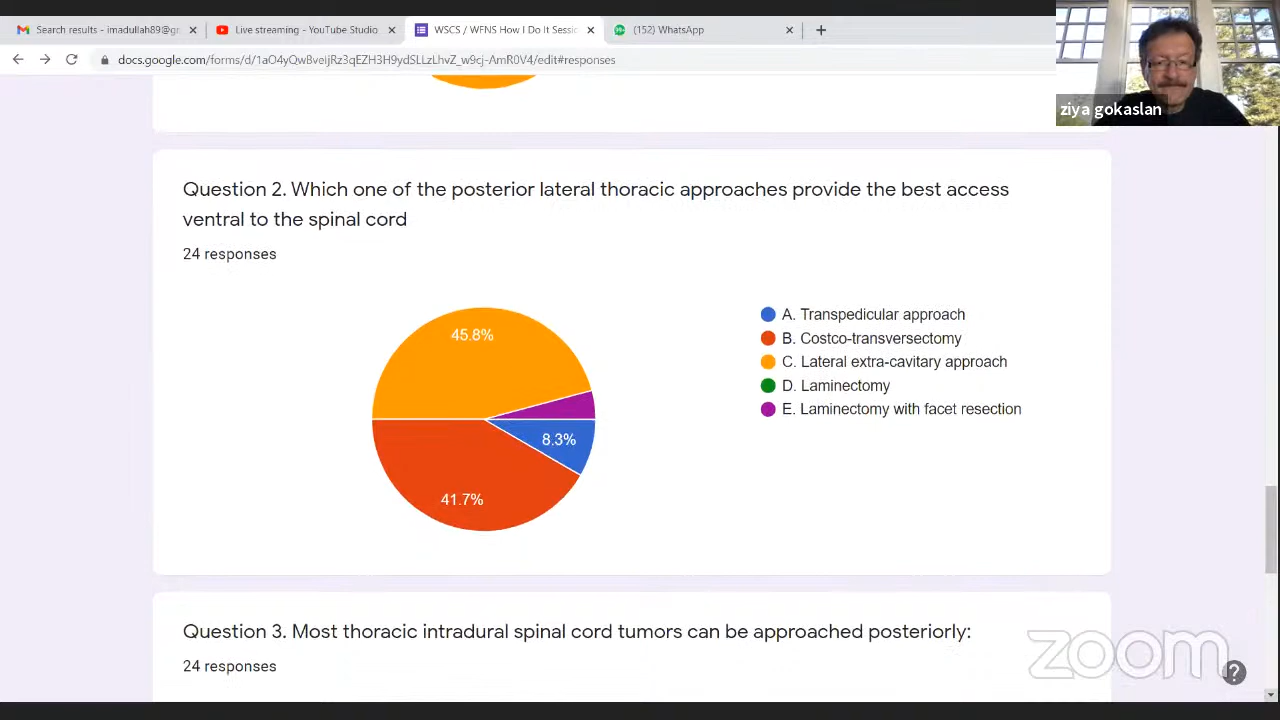 Search results - imadullah88@g
Live streaming - YouTube Studio
WSCS / WFNS How I Do It Sessi
(152) WhatsApp
docs.google.com/forms/d/1aO4yQw8veijRz3qEZH3H9ydSLLzLhvZ_w9cj-AmR0V4/edit#responses
ziya gokaslan
Question 2. Which one of the posterior lateral thoracic approaches provide the best access
ventral to the spinal cord
24 responses
45.8%
8.3%
41.7%
A. Transpedicular approach
B. Costco-transversectomy
C. Lateral extra-cavitary approach
D. Laminectomy
E. Laminectomy with facet resection
Question 3. Most thoracic intradural spinal cord tumors can be approached posteriorly:
24 responses
zoom
?